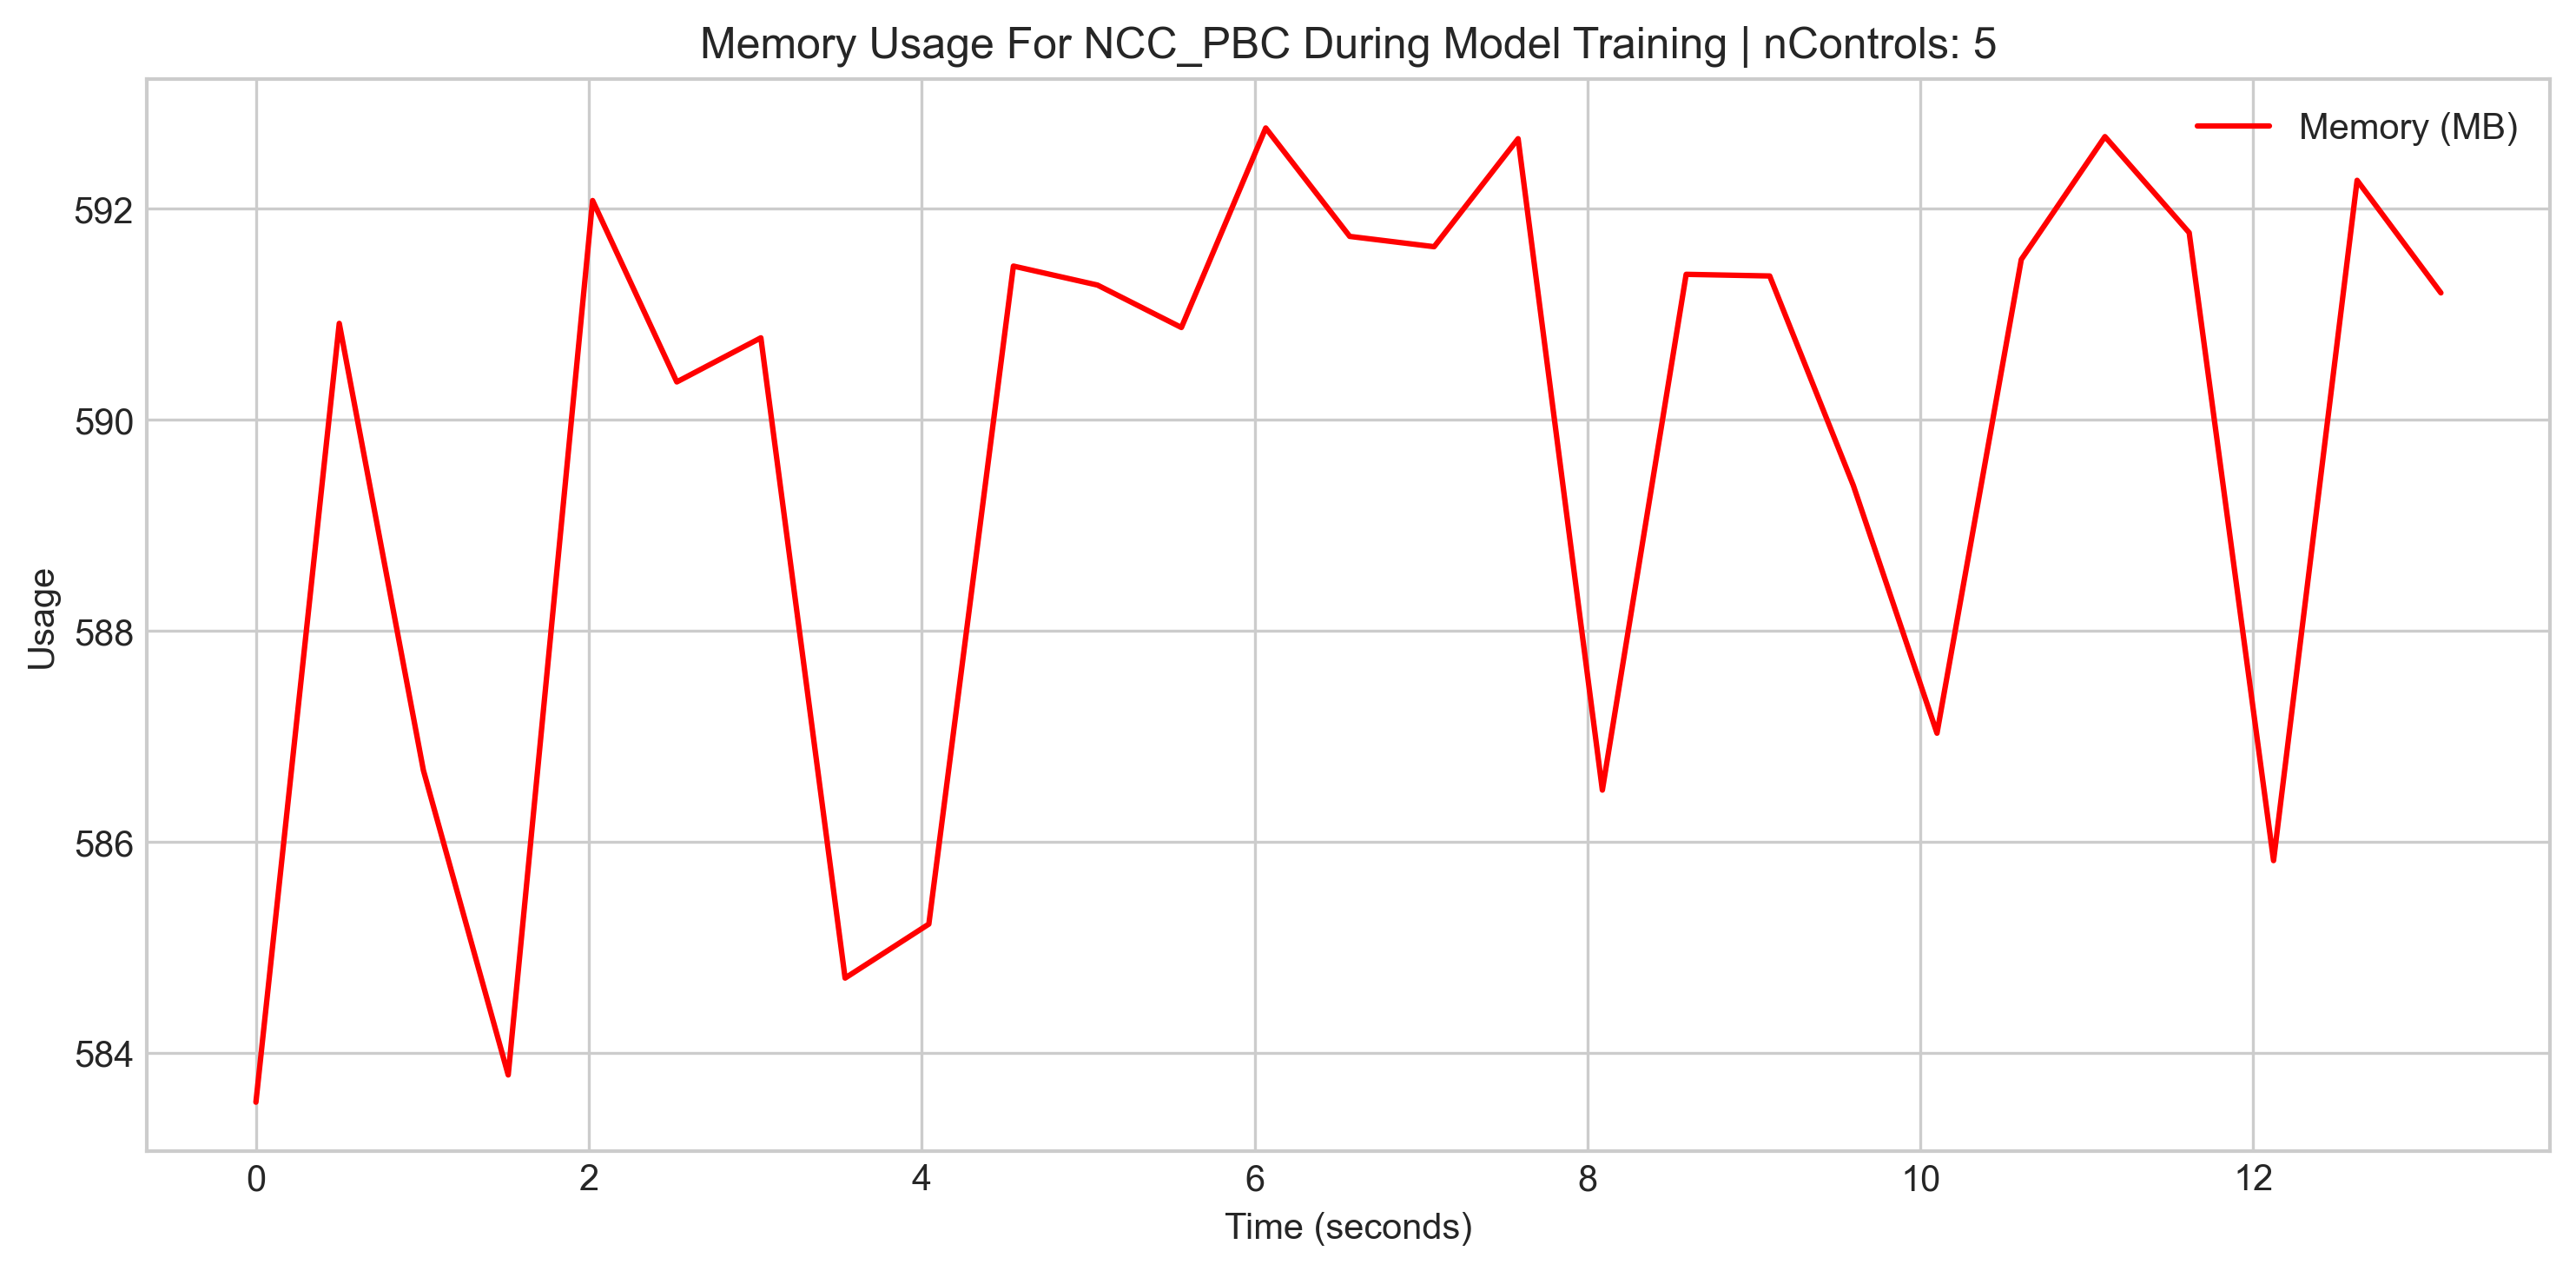 Memory Usage For NCC_PBC During Model Training | nControls: 5
Memory (MB)
592
590
588
586
584
Usage
0 2 4 6 8 10 12
Time (seconds)